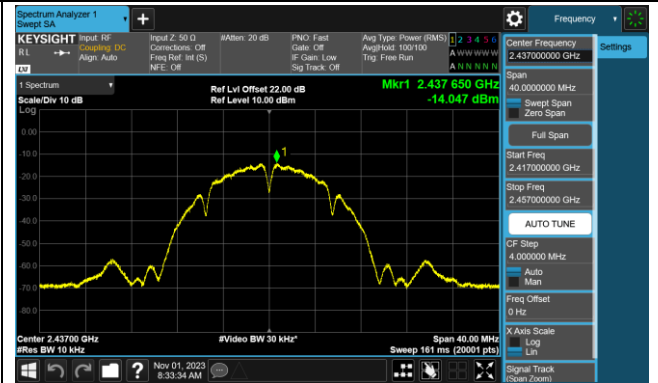 Spectrum Analyzer 1
Swept SA
+
Frequency
KEYSIGHT
RL
LXI
Input: RF
Coupling: DC
Align: Auto
Input Z: 50 Ω
Corrections: Off
Freq Ref: Int (S)
NFE: Off
#Atten: 20 dB
PNO: Fast
Gate: Off
IF Gain: Low
Sig Track: Off
Avg Type: Power (RMS)
Avg|Hold: 100/100
Trig: Free Run
1 2 3 4 5 6
A W W W W W
A N N N N N
1 Spectrum
Scale/Div 10 dB
Log
Ref Lvl Offset 22.00 dB
Ref Level 10.00 dBm
Mkr1 2.437 650 GHz
-14.047 dBm
0.00
-10.0
-20.0
-30.0
-40.0
-50.0
-60.0
-70.0
-80.0
1
Center 2.43700 GHz
#Res BW 10 kHz
#Video BW 30 kHz*
Span 40.00 MHz
Sweep 161 ms (20001 pts)
?
Nov 01, 2023
8:33:34 AM
Center Frequency
2.437000000 GHz
Span
40.0000000 MHz
Swept Span
Zero Span
Full Span
Start Freq
2.417000000 GHz
Stop Freq
2.457000000 GHz
AUTO TUNE
CF Step
4.000000 MHz
Auto
Man
Freq Offset
0 Hz
X Axis Scale
Log
Lin
Signal Track
(Span Zoom)
Settings